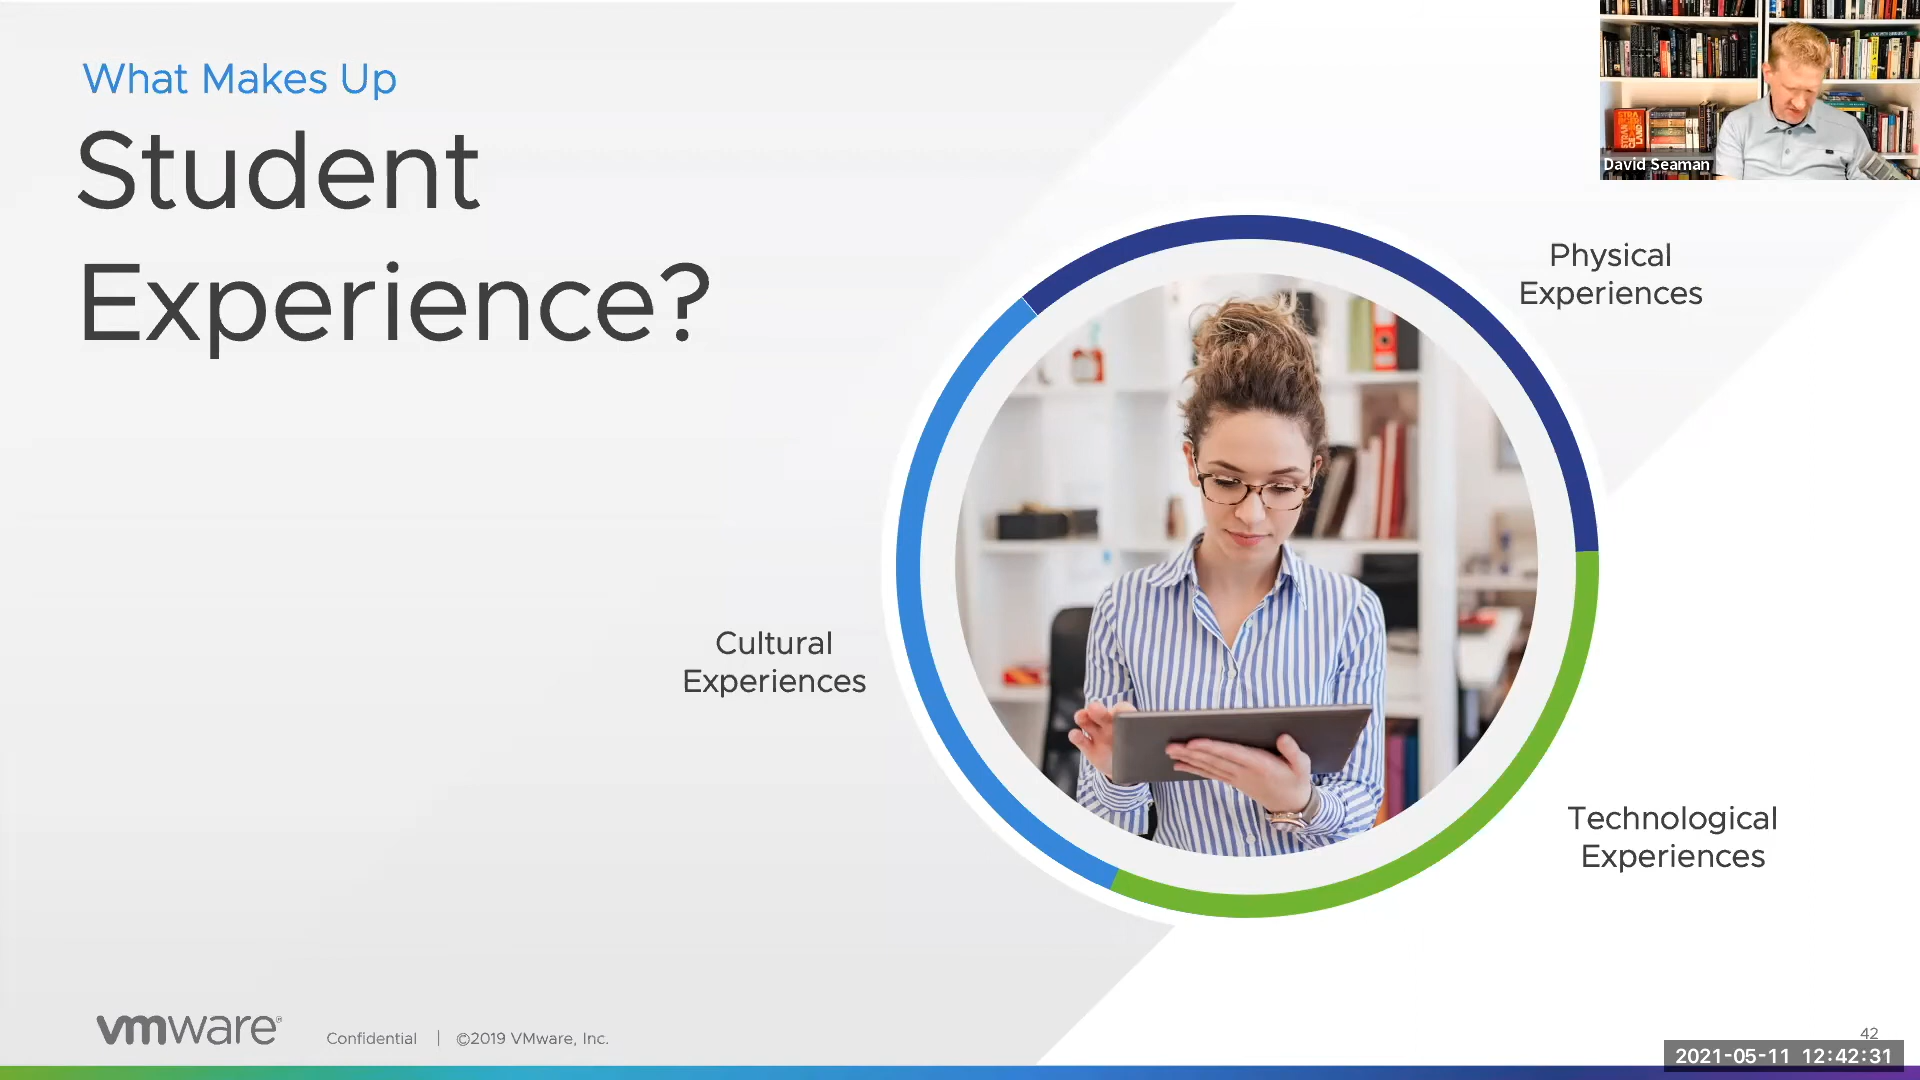 What Makes Up
Student
Experience?
David Seaman
Physical
Experiences
Cultural
Experiences
Technological
Experiences
vmware®
Confidential | ©2019 VMware, Inc.
42
2021-05-11 12:42:31